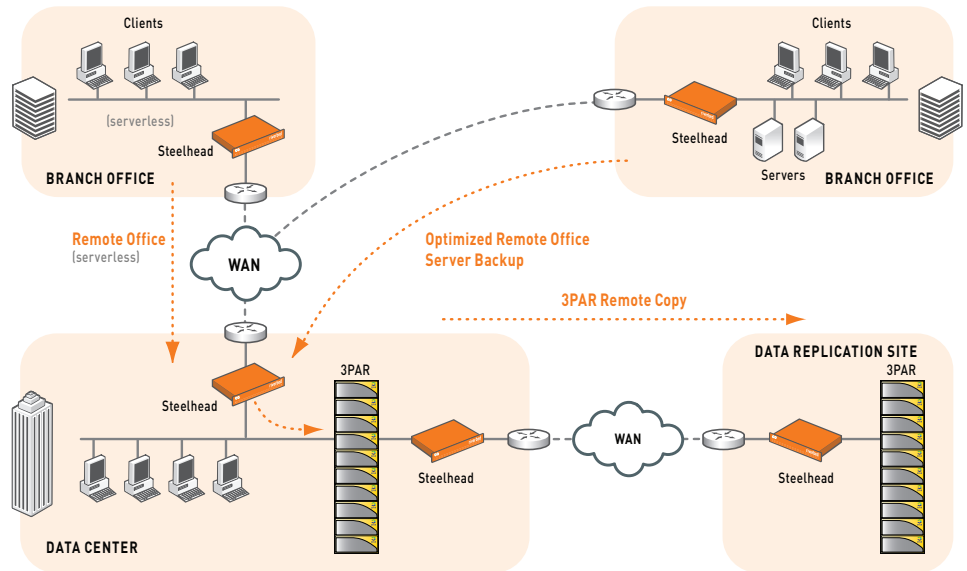 Clients
(serverless)
Steelhead
BRANCH OFFICE
Clients
Steelhead
Servers
BRANCH OFFICE
Remote Office
(serverless)
WAN
Optimized Remote Office
Server Backup
3PAR Remote Copy
Steelhead
3PAR
Steelhead
DATA CENTER
WAN
DATA REPLICATION SITE
3PAR
Steelhead